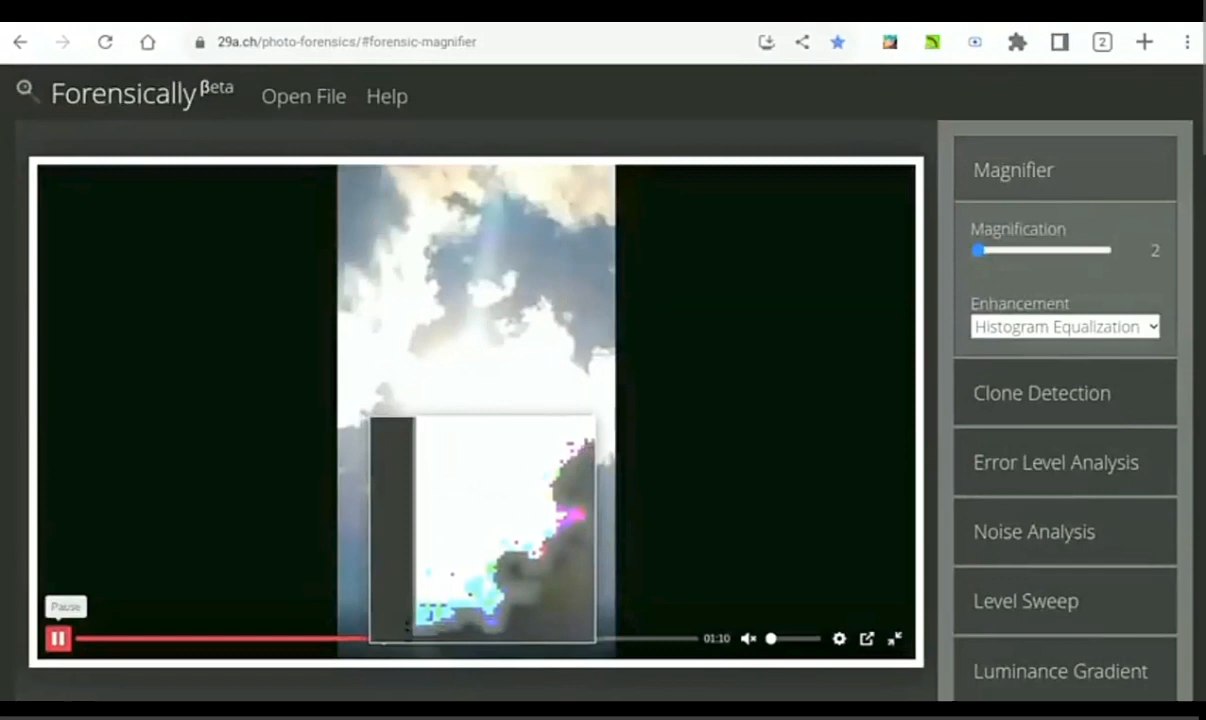 29a.ch/photo-forensics/#forensic-magnifier
2
Forensically βeta
Open File
Help
Magnifier
Magnification
2
Enhancement
Histogram Equalization
Clone Detection
Error Level Analysis
Noise Analysis
Level Sweep
Luminance Gradient
Pause
01:10